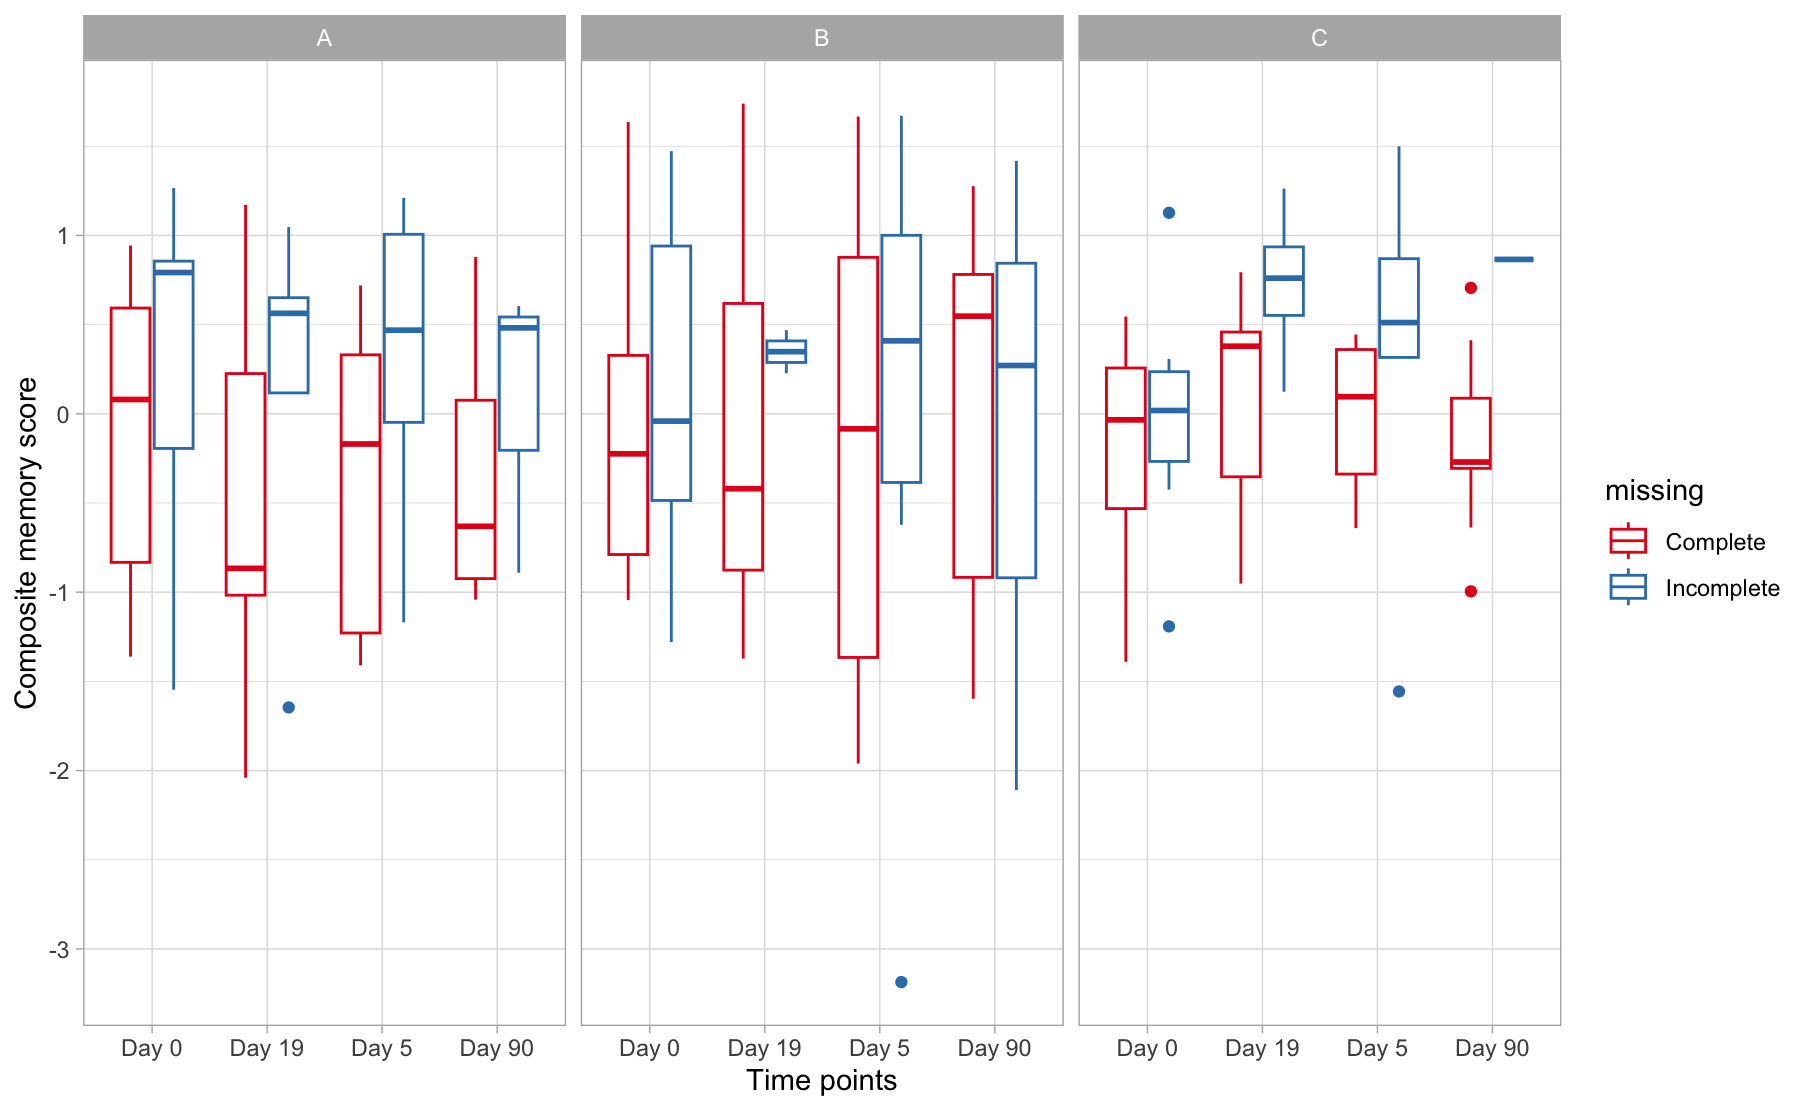 A B C
Composite memory score
1
0
-1
-2
-3
Day 0 Day 19 Day 5 Day 90 Day 0 Day 19 Day 5 Day 90 Day 0 Day 19 Day 5 Day 90
Time points
missing
Complete
Incomplete